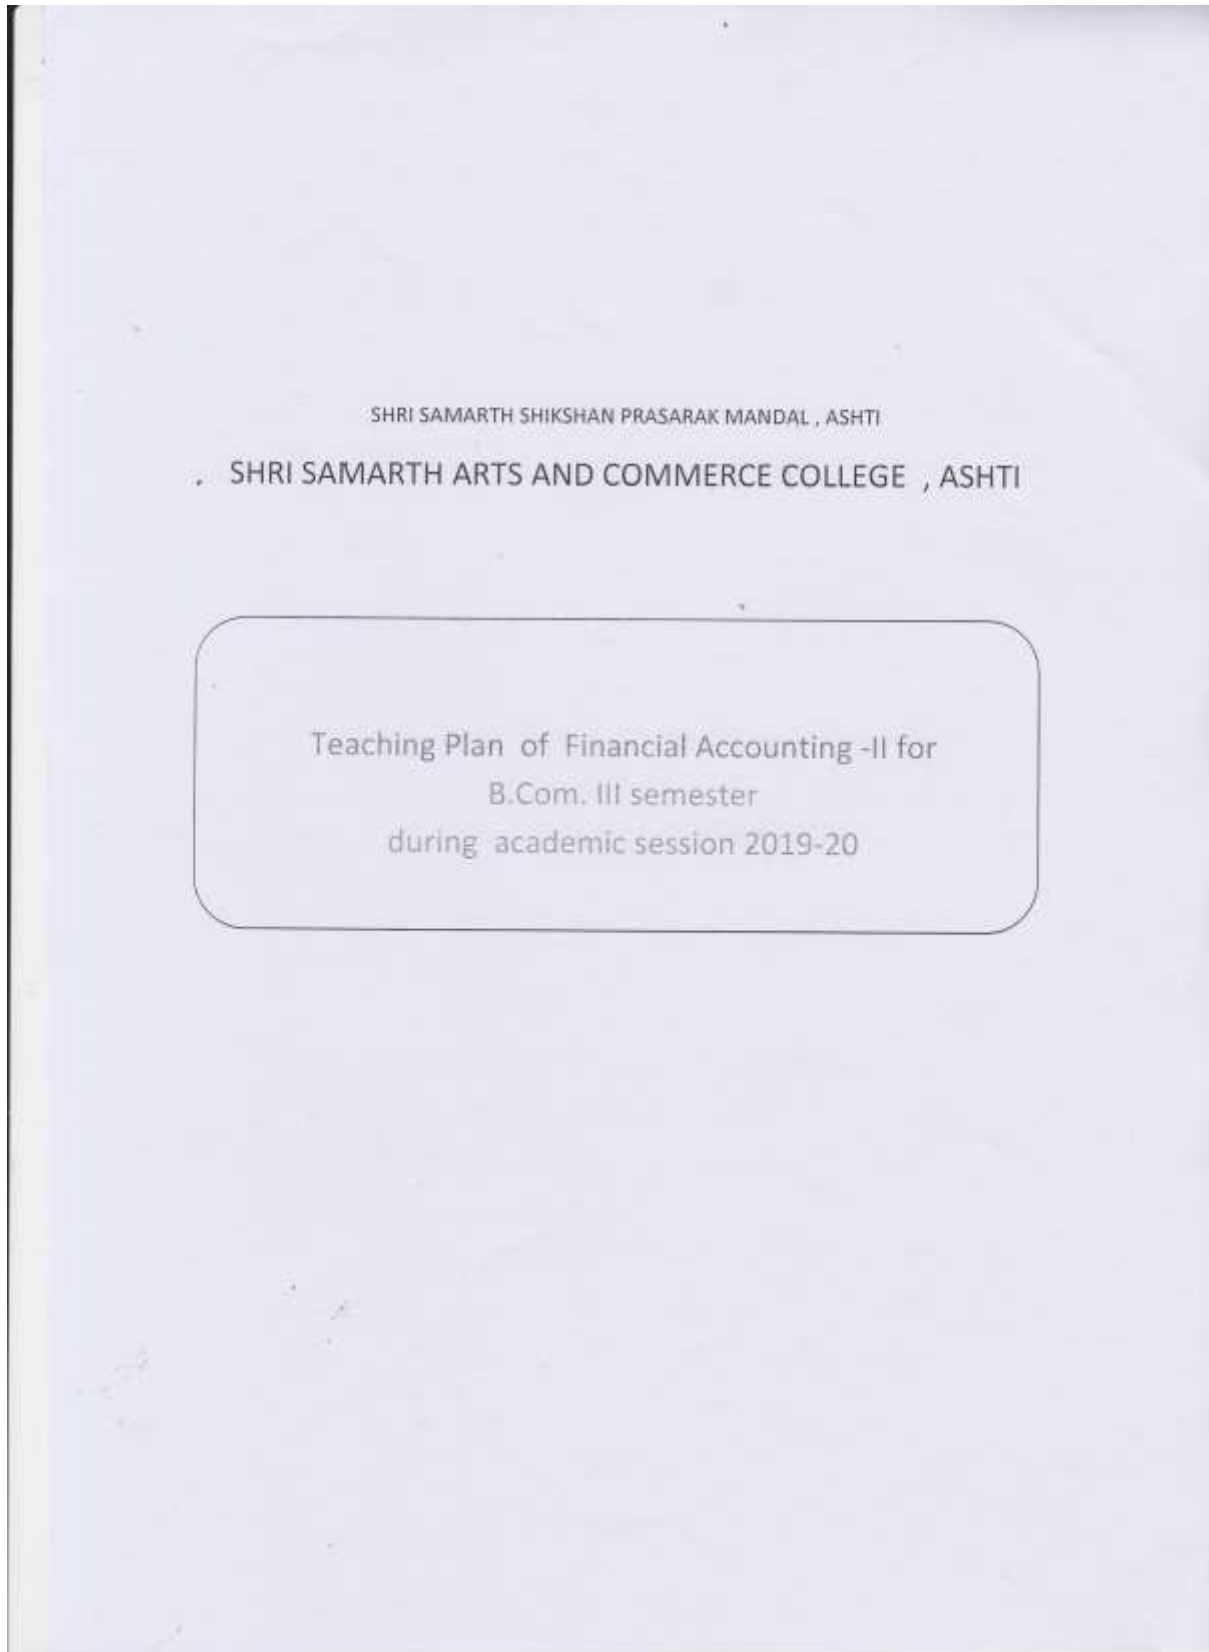 SHRI SAMARTH SHIKSHAN PRASARAK MANDAL , ASHTI
SHRI SAMARTH ARTS AND COMMERCE COLLEGE , ASHTI
Teaching Plan of Financial Accounting -II for
B.Com. III semester
during academic session 2019-20